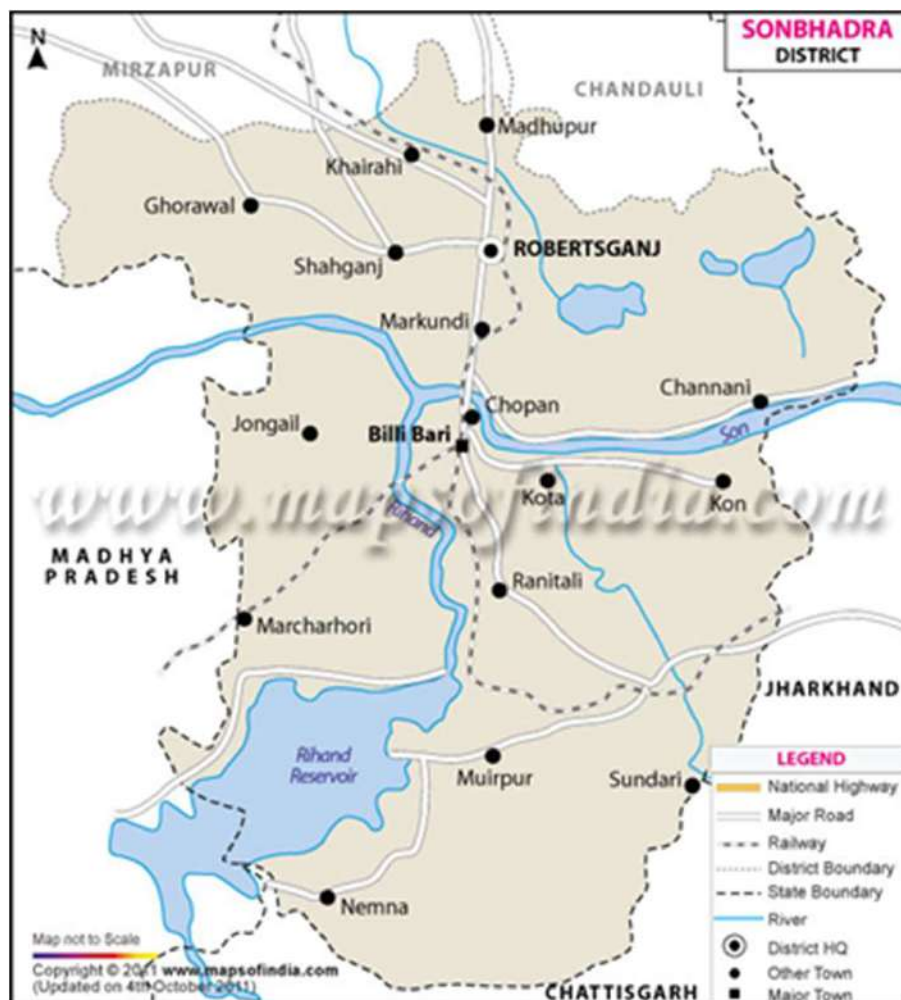 SONBHADRA
DISTRICT
N
MIRZAPUR
CHANDAULI
Madhupur
Khairahi
Ghorawal
ROBERTSGANJ
Shahganj
Markundi
Channani
Chopan
Jongail
Billi Bari
Son
www.mapsofindia.com
Kota
Kon
Rihand
MADHYA
PRADESH
Ranitali
Marcharhori
JHARKHAND
Rihand
Reservoir
Muirpur
Sundari
Nemna
LEGEND
National Highway
Major Road
Railway
District Boundary
State Boundary
River
District HQ
Other Town
Major Town
Map not to Scale
Copyright © 2011 www.mapsofindia.com
(Updated on 4th October 2011)
CHATTISGARH